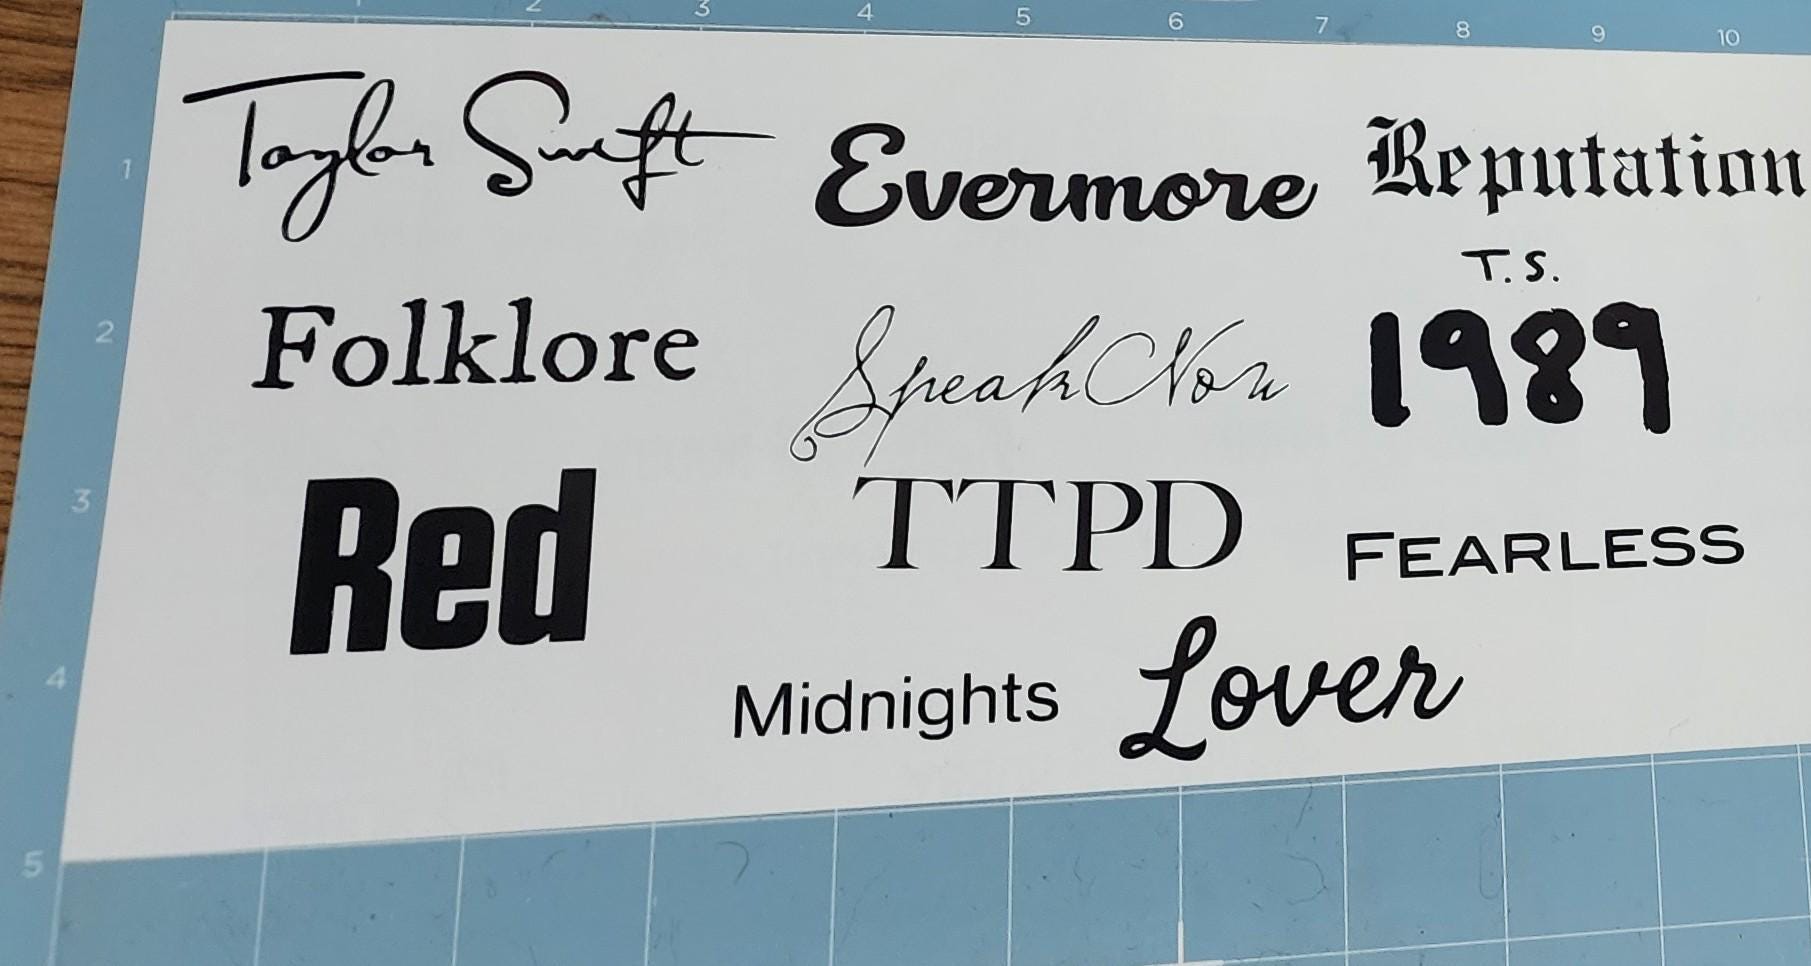 2 3 4 5 6 7 8 9 10
1
Taylor Swift Evermore Reputation
T.S.
2
Folklore Speak Now 1989
3
Red TTPD FEARLESS
4
Midnights Lover
5